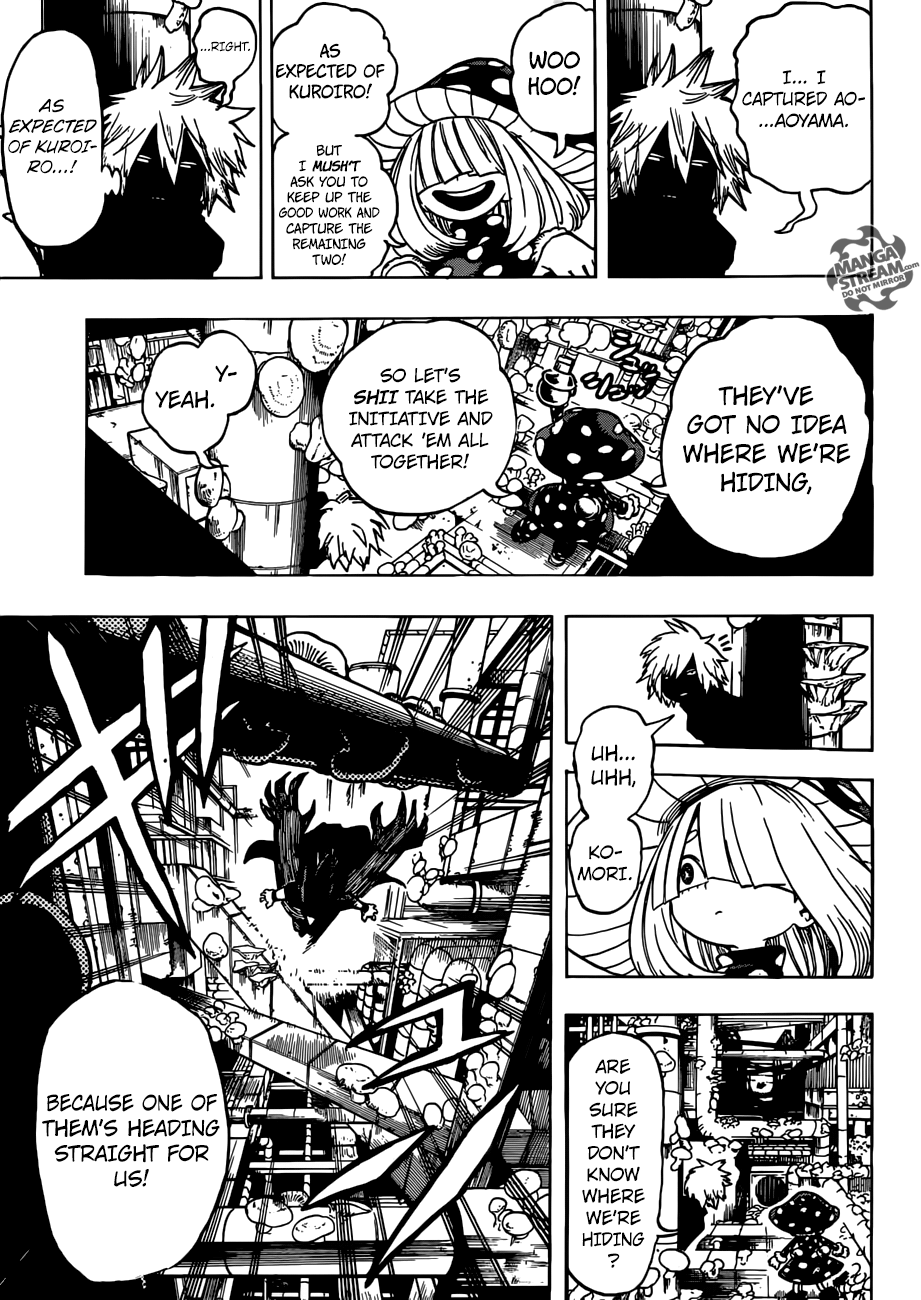 I... I
CAPTURED AO-
...AOYAMA.
WOO
HOO!
AS
EXPECTED OF
KUROIRO!
BUT
I MUSH'T
ASK YOU TO
KEEP UP THE
GOOD WORK AND
CAPTURE THE
REMAINING
TWO!
...RIGHT.
AS
EXPECTED
OF KUROI-
RO...!
MANGA
STREAM.com
DO NOT MIRROR
THEY'VE
GOT NO IDEA
WHERE WE'RE
HIDING,
SO LET'S
SHII TAKE THE
INITIATIVE AND
ATTACK 'EM ALL
TOGETHER!
Y-
YEAH.
UH...
UHH,
KO-
MORI.
ARE
YOU
SURE
THEY
DON'T
KNOW
WHERE
WE'RE
HIDING
?
BECAUSE ONE OF
THEM'S HEADING
STRAIGHT FOR
US!